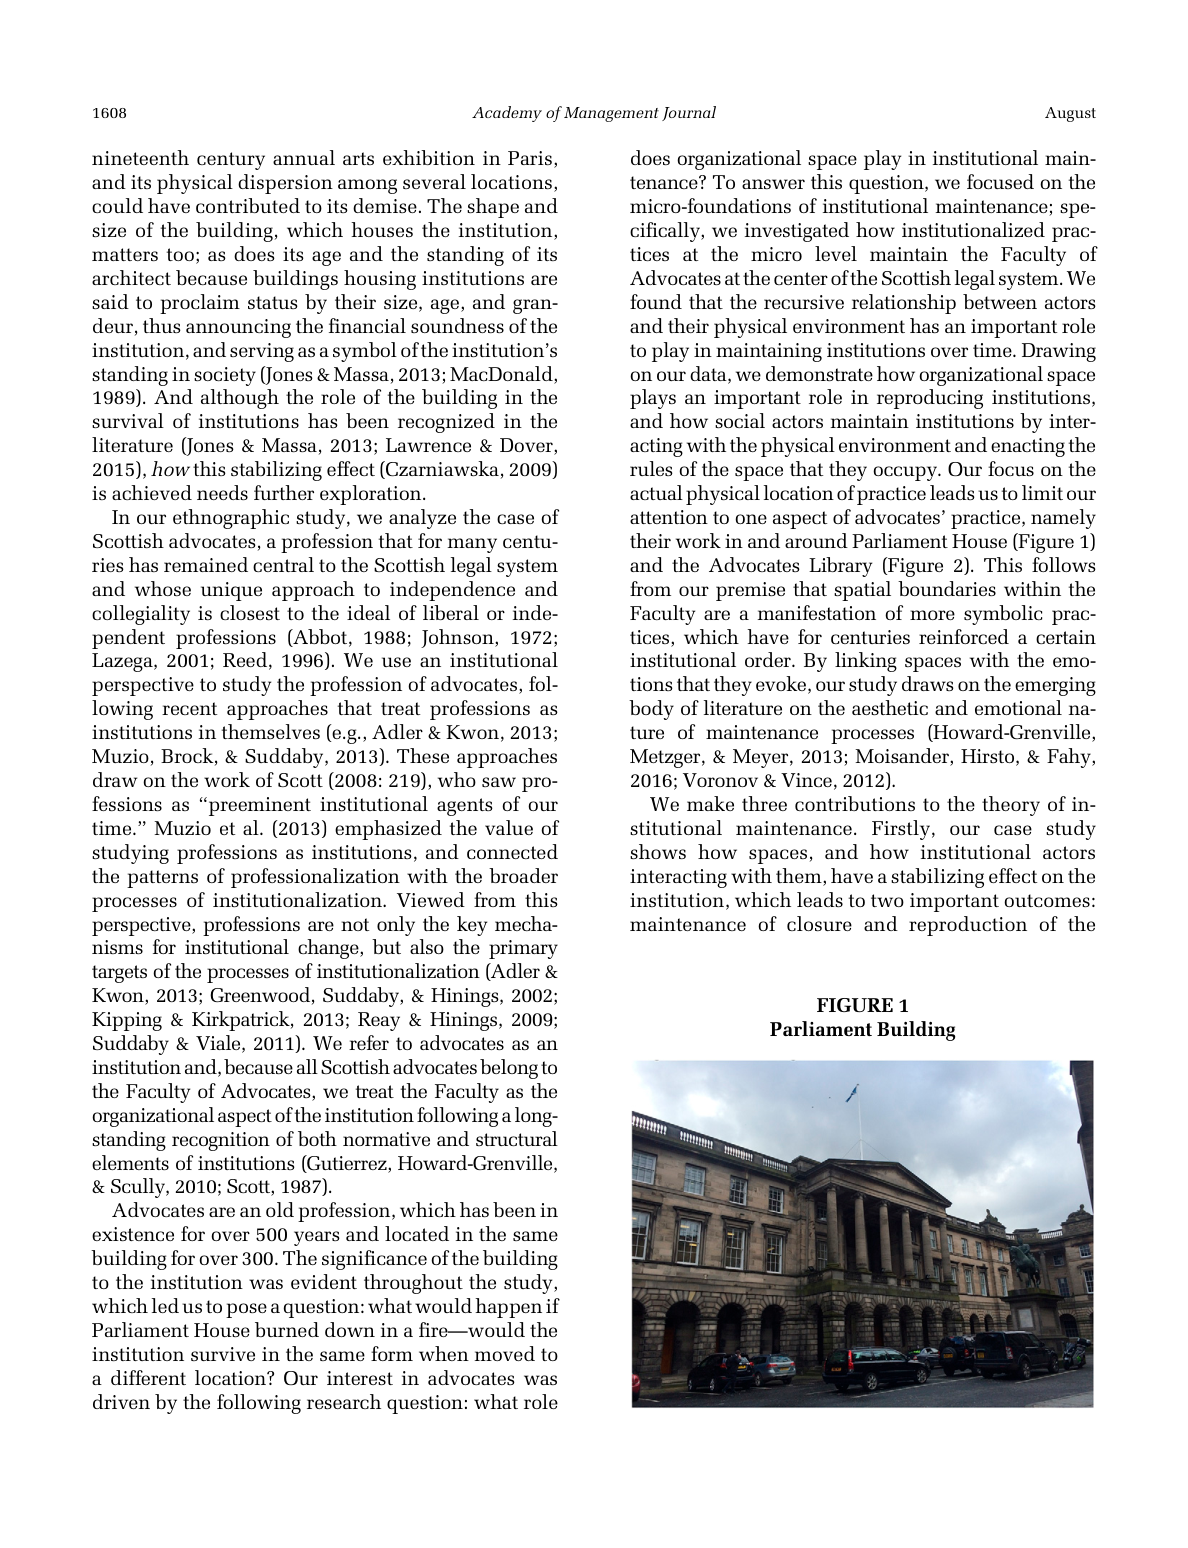 1608
Academy of Management Journal
August
nineteenth century annual arts exhibition in Paris,
and its physical dispersion among several locations,
could have contributed to its demise. The shape and
size of the building, which houses the institution,
matters too; as does its age and the standing of its
architect because buildings housing institutions are
said to proclaim status by their size, age, and gran-
deur, thus announcing the financial soundness of the
institution, and serving as a symbol of the institution’s
standing in society (Jones & Massa, 2013; MacDonald,
1989). And although the role of the building in the
survival of institutions has been recognized in the
literature (Jones & Massa, 2013; Lawrence & Dover,
2015), how this stabilizing effect (Czarniawska, 2009)
is achieved needs further exploration.
In our ethnographic study, we analyze the case of
Scottish advocates, a profession that for many centu-
ries has remained central to the Scottish legal system
and whose unique approach to independence and
collegiality is closest to the ideal of liberal or inde-
pendent professions (Abbot, 1988; Johnson, 1972;
Lazega, 2001; Reed, 1996). We use an institutional
perspective to study the profession of advocates, fol-
lowing recent approaches that treat professions as
institutions in themselves (e.g., Adler & Kwon, 2013;
Muzio, Brock, & Suddaby, 2013). These approaches
draw on the work of Scott (2008: 219), who saw pro-
fessions as “preeminent institutional agents of our
time.” Muzio et al. (2013) emphasized the value of
studying professions as institutions, and connected
the patterns of professionalization with the broader
processes of institutionalization. Viewed from this
perspective, professions are not only the key mecha-
nisms for institutional change, but also the primary
targets of the processes of institutionalization (Adler &
Kwon, 2013; Greenwood, Suddaby, & Hinings, 2002;
Kipping & Kirkpatrick, 2013; Reay & Hinings, 2009;
Suddaby & Viale, 2011). We refer to advocates as an
institution and, because all Scottish advocates belong to
the Faculty of Advocates, we treat the Faculty as the
organizational aspect of the institution following a long-
standing recognition of both normative and structural
elements of institutions (Gutierrez, Howard-Grenville,
& Scully, 2010; Scott, 1987).
Advocates are an old profession, which has been in
existence for over 500 years and located in the same
building for over 300. The significance of the building
to the institution was evident throughout the study,
which led us to pose a question: what would happen if
Parliament House burned down in a fire—would the
institution survive in the same form when moved to
a different location? Our interest in advocates was
driven by the following research question: what role
does organizational space play in institutional main-
tenance? To answer this question, we focused on the
micro-foundations of institutional maintenance; spe-
cifically, we investigated how institutionalized prac-
tices at the micro level maintain the Faculty of
Advocates at the center of the Scottish legal system. We
found that the recursive relationship between actors
and their physical environment has an important role
to play in maintaining institutions over time. Drawing
on our data, we demonstrate how organizational space
plays an important role in reproducing institutions,
and how social actors maintain institutions by inter-
acting with the physical environment and enacting the
rules of the space that they occupy. Our focus on the
actual physical location of practice leads us to limit our
attention to one aspect of advocates’ practice, namely
their work in and around Parliament House (Figure 1)
and the Advocates Library (Figure 2). This follows
from our premise that spatial boundaries within the
Faculty are a manifestation of more symbolic prac-
tices, which have for centuries reinforced a certain
institutional order. By linking spaces with the emo-
tions that they evoke, our study draws on the emerging
body of literature on the aesthetic and emotional na-
ture of maintenance processes (Howard-Grenville,
Metzger, & Meyer, 2013; Moisander, Hirsto, & Fahy,
2016; Voronov & Vince, 2012).
We make three contributions to the theory of in-
stitutional maintenance. Firstly, our case study
shows how spaces, and how institutional actors
interacting with them, have a stabilizing effect on the
institution, which leads to two important outcomes:
maintenance of closure and reproduction of the
FIGURE 1
Parliament Building